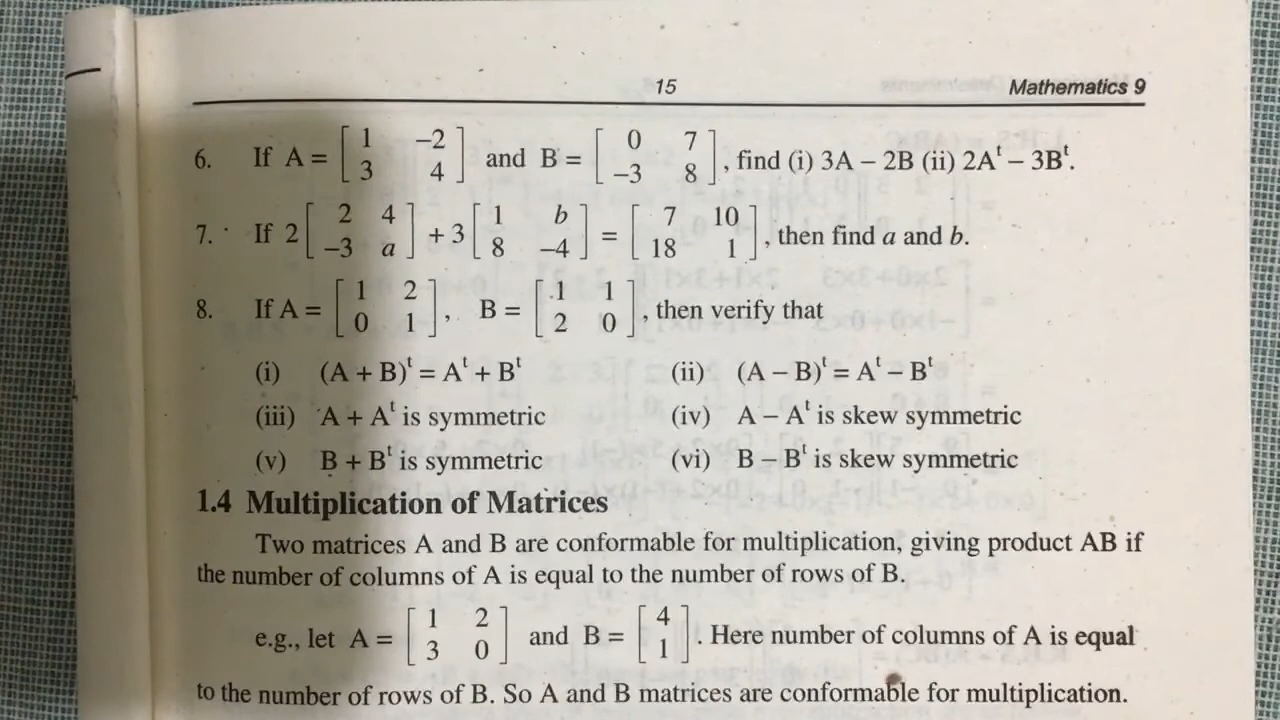 15 Mathematics 9
6. If A = [1 −2; 3 4] and B = [0 7; −3 8], find (i) 3A – 2B (ii) 2Aᵗ – 3Bᵗ.
7. If 2[2 4; −3 a] + 3[1 b; 8 −4] = [7 10; 18 1], then find a and b.
8. If A = [1 2; 0 1], B = [1 1; 2 0], then verify that
(i) (A + B)ᵗ = Aᵗ + Bᵗ (ii) (A – B)ᵗ = Aᵗ – Bᵗ
(iii) A + Aᵗ is symmetric (iv) A – Aᵗ is skew symmetric
(v) B + Bᵗ is symmetric (vi) B – Bᵗ is skew symmetric
1.4 Multiplication of Matrices
Two matrices A and B are conformable for multiplication, giving product AB if
the number of columns of A is equal to the number of rows of B.
e.g., let A = [1 2; 3 0] and B = [4; 1]. Here number of columns of A is equal
to the number of rows of B. So A and B matrices are conformable for multiplication.